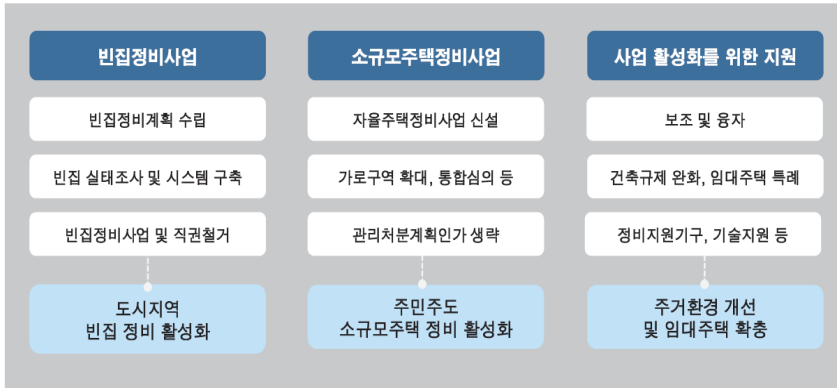 빈집정비사업
빈집정비계획 수립
빈집 실태조사 및 시스템 구축
빈집정비사업 및 직권철거
도시지역
빈집 정비 활성화
소규모주택정비사업
자율주택정비사업 신설
가로구역 확대, 통합심의 등
관리처분계획인가 생략
주민주도
소규모주택 정비 활성화
사업 활성화를 위한 지원
보조 및 융자
건축규제 완화, 임대주택 특례
정비지원기구, 기술지원 등
주거환경 개선
및 임대주택 확충